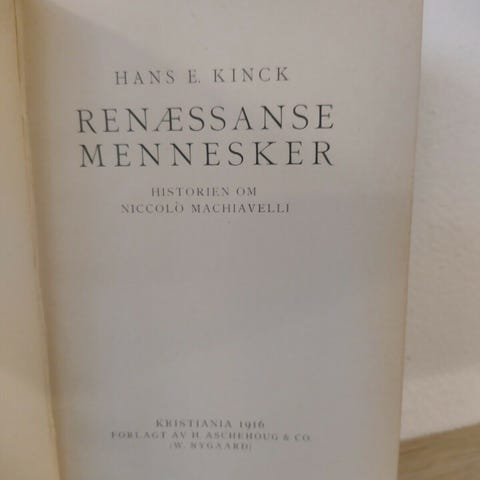 HANS E. KINCK
RENÆSSANSE
MENNESKER
HISTORIEN OM
NICCOLÒ MACHIAVELLI
KRISTIANIA 1916
FORLAGT AV H. ASCHEHOUG & CO.
(W. NYGAARD)